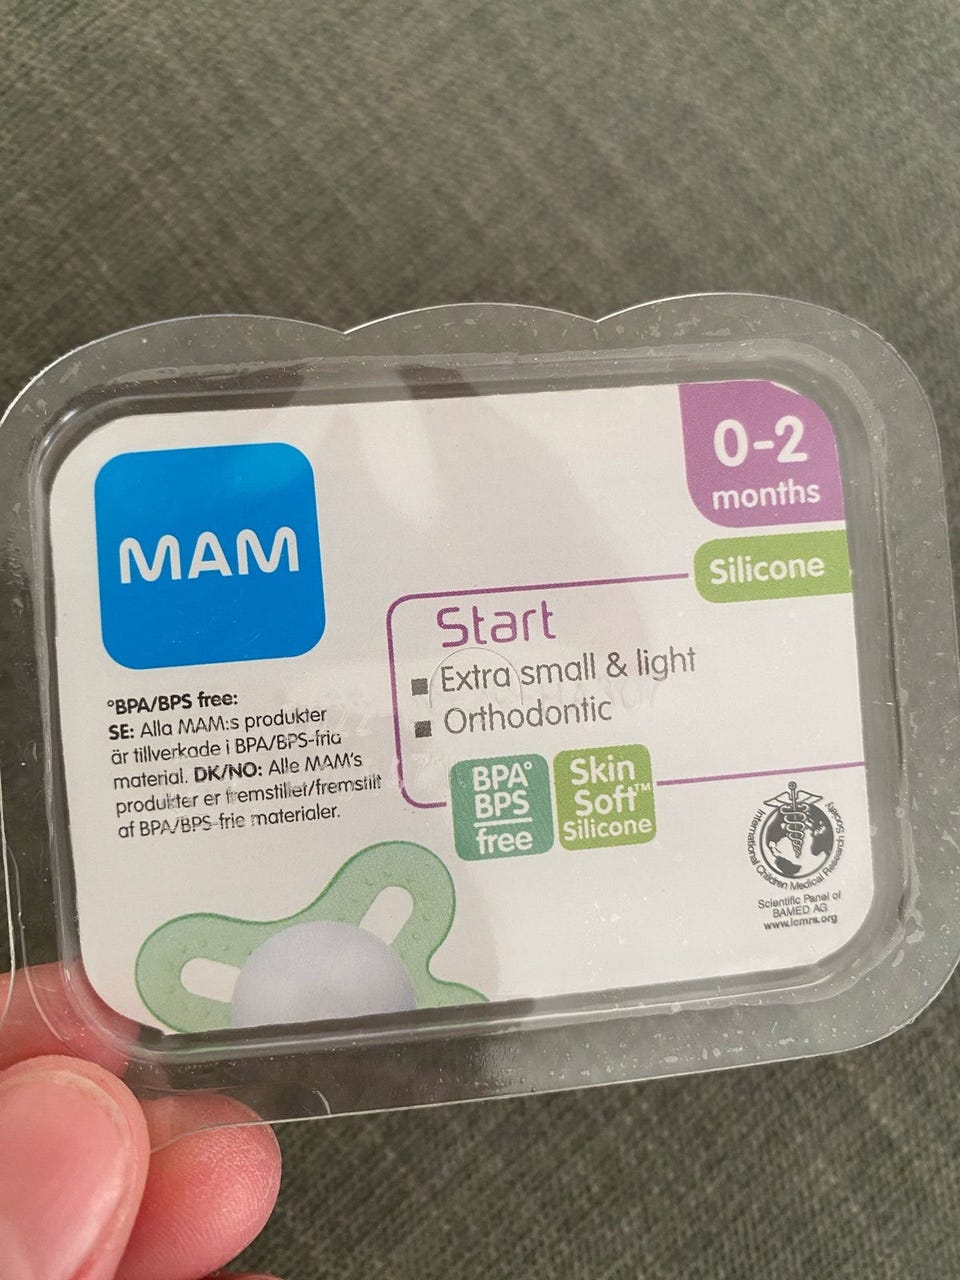 MAM
0-2
months
Silicone
Start
Extra small & light
Orthodontic
°BPA/BPS free:
SE: Alla MAM:s produkter
är tillverkade i BPA/BPS-fria
material. DK/NO: Alle MAM's
produkter er fremstillet/fremstilt
af BPA/BPS-frie materialer.
BPA°
BPS
free
Skin
Soft™
Silicone
International Children Medical Research Society
Scientific Panel of
BAMED AG
www.icmrs.org